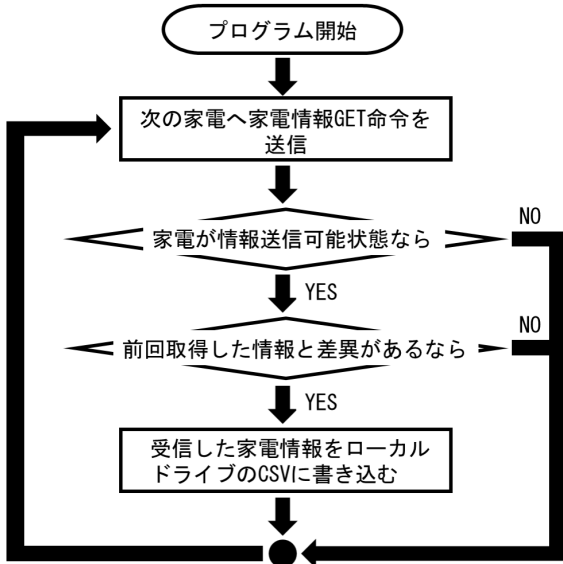 プログラム開始
次の家電へ家電情報GET命令を
送信
家電が情報送信可能状態なら
NO
YES
前回取得した情報と差異があるなら
NO
YES
受信した家電情報をローカル
ドライブのCSVに書き込む